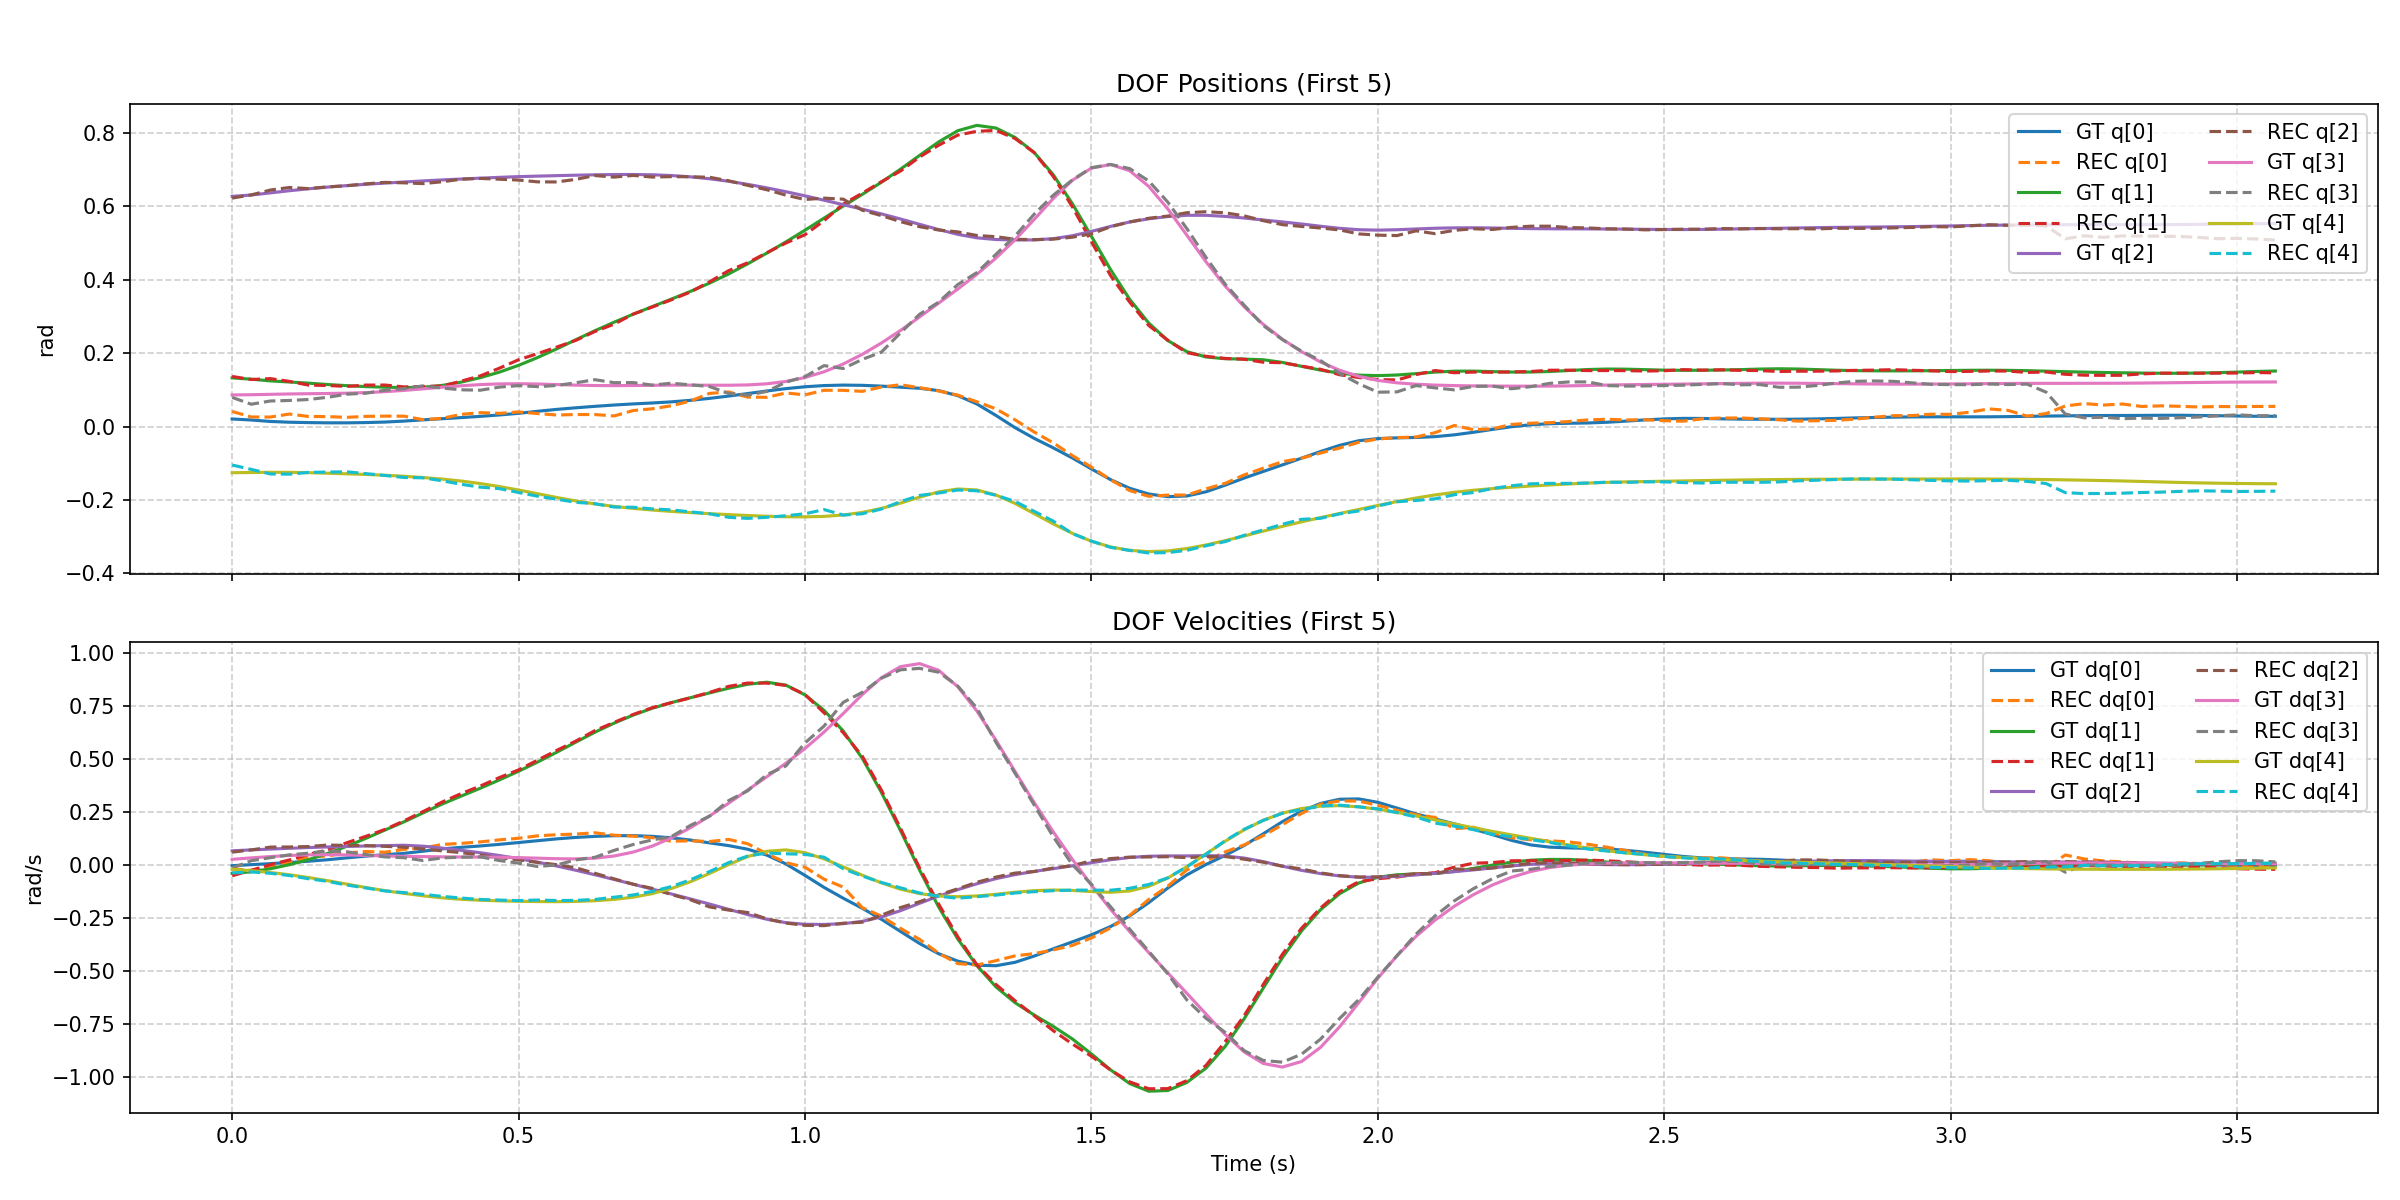 DOF Positions (First 5)
rad
0.8
0.6
0.4
0.2
0.0
−0.2
−0.4
GT q[0]
REC q[0]
GT q[1]
REC q[1]
GT q[2]
REC q[2]
GT q[3]
REC q[3]
GT q[4]
REC q[4]
DOF Velocities (First 5)
rad/s
1.00
0.75
0.50
0.25
0.00
−0.25
−0.50
−0.75
−1.00
GT dq[0]
REC dq[0]
GT dq[1]
REC dq[1]
GT dq[2]
REC dq[2]
GT dq[3]
REC dq[3]
GT dq[4]
REC dq[4]
0.0 0.5 1.0 1.5 2.0 2.5 3.0 3.5
Time (s)